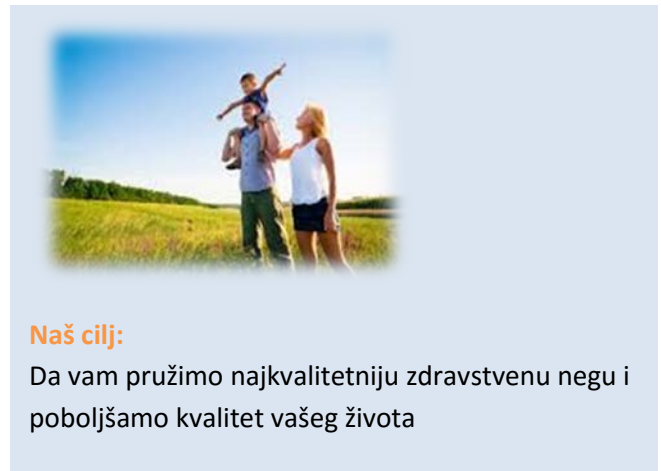 Naš cilj:
Da vam pružimo najkvalitetniju zdravstvenu negu i
poboljšamo kvalitet vašeg života